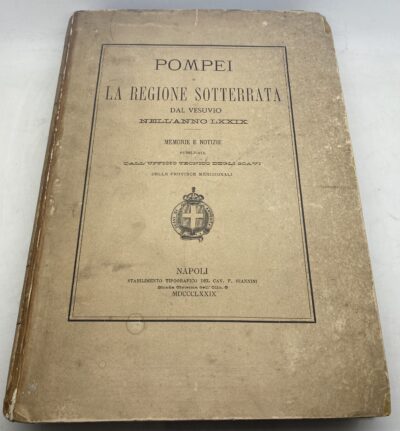 POMPEI
E
LA REGIONE SOTTERRATA
DAL VESUVIO
NELL'ANNO LXXIX
MEMORIE E NOTIZIE
PUBBLICATE
DALL'UFFICIO TECNICO DEGLI SCAVI
DELLE PROVINCE MERIDIONALI
NAPOLI
STABILIMENTO TIPOGRAFICO DEL CAV. F. GIANNINI
MDCCCLXXIX